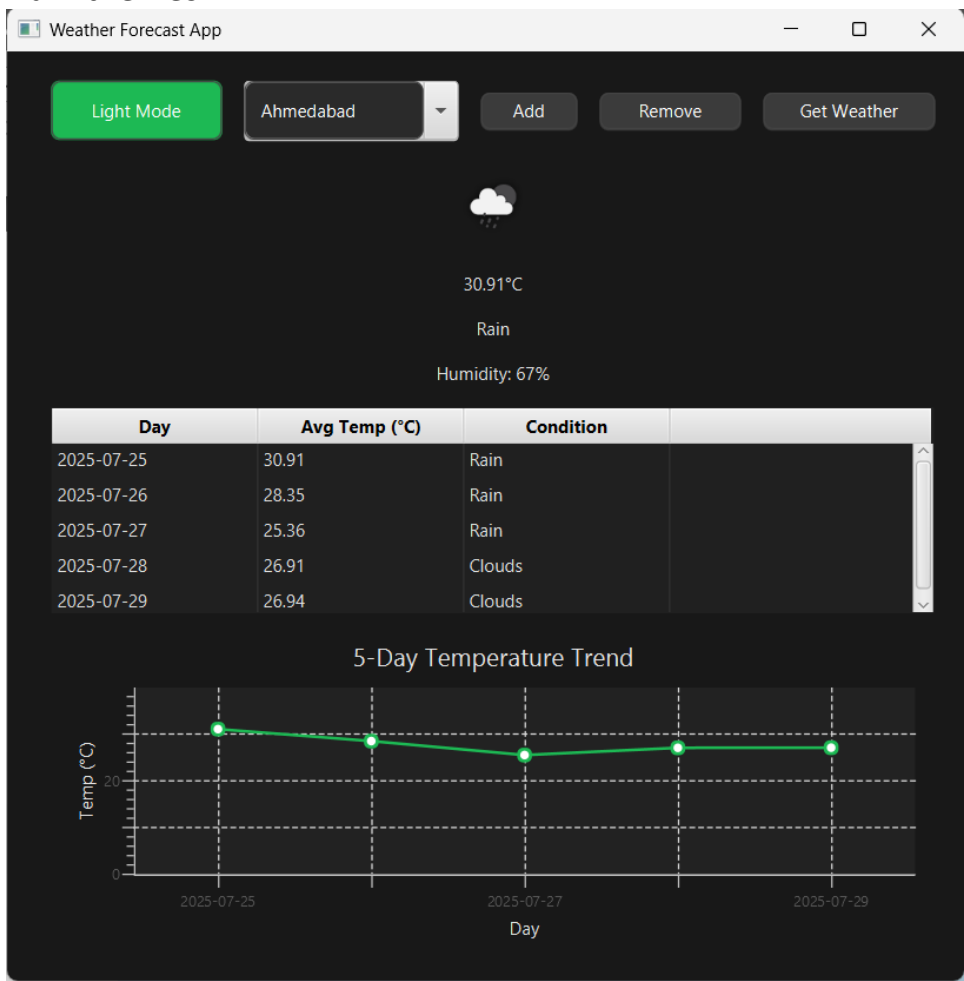 Weather Forecast App
Light Mode Ahmedabad Add Remove Get Weather
30.91°C
Rain
Humidity: 67%
Day Avg Temp (°C) Condition
2025-07-25 30.91 Rain
2025-07-26 28.35 Rain
2025-07-27 25.36 Rain
2025-07-28 26.91 Clouds
2025-07-29 26.94 Clouds
5-Day Temperature Trend
Temp (°C)
20
0
2025-07-25 2025-07-27 2025-07-29
Day